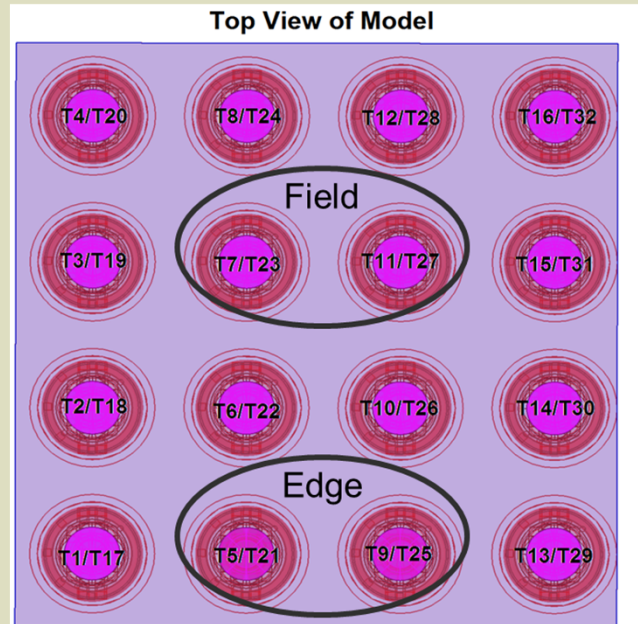 Top View of Model
T4/T20 T8/T24 T12/T28 T16/T32
Field
T3/T19 T7/T23 T11/T27 T15/T31
T2/T18 T6/T22 T10/T26 T14/T30
Edge
T1/T17 T5/T21 T9/T25 T13/T29